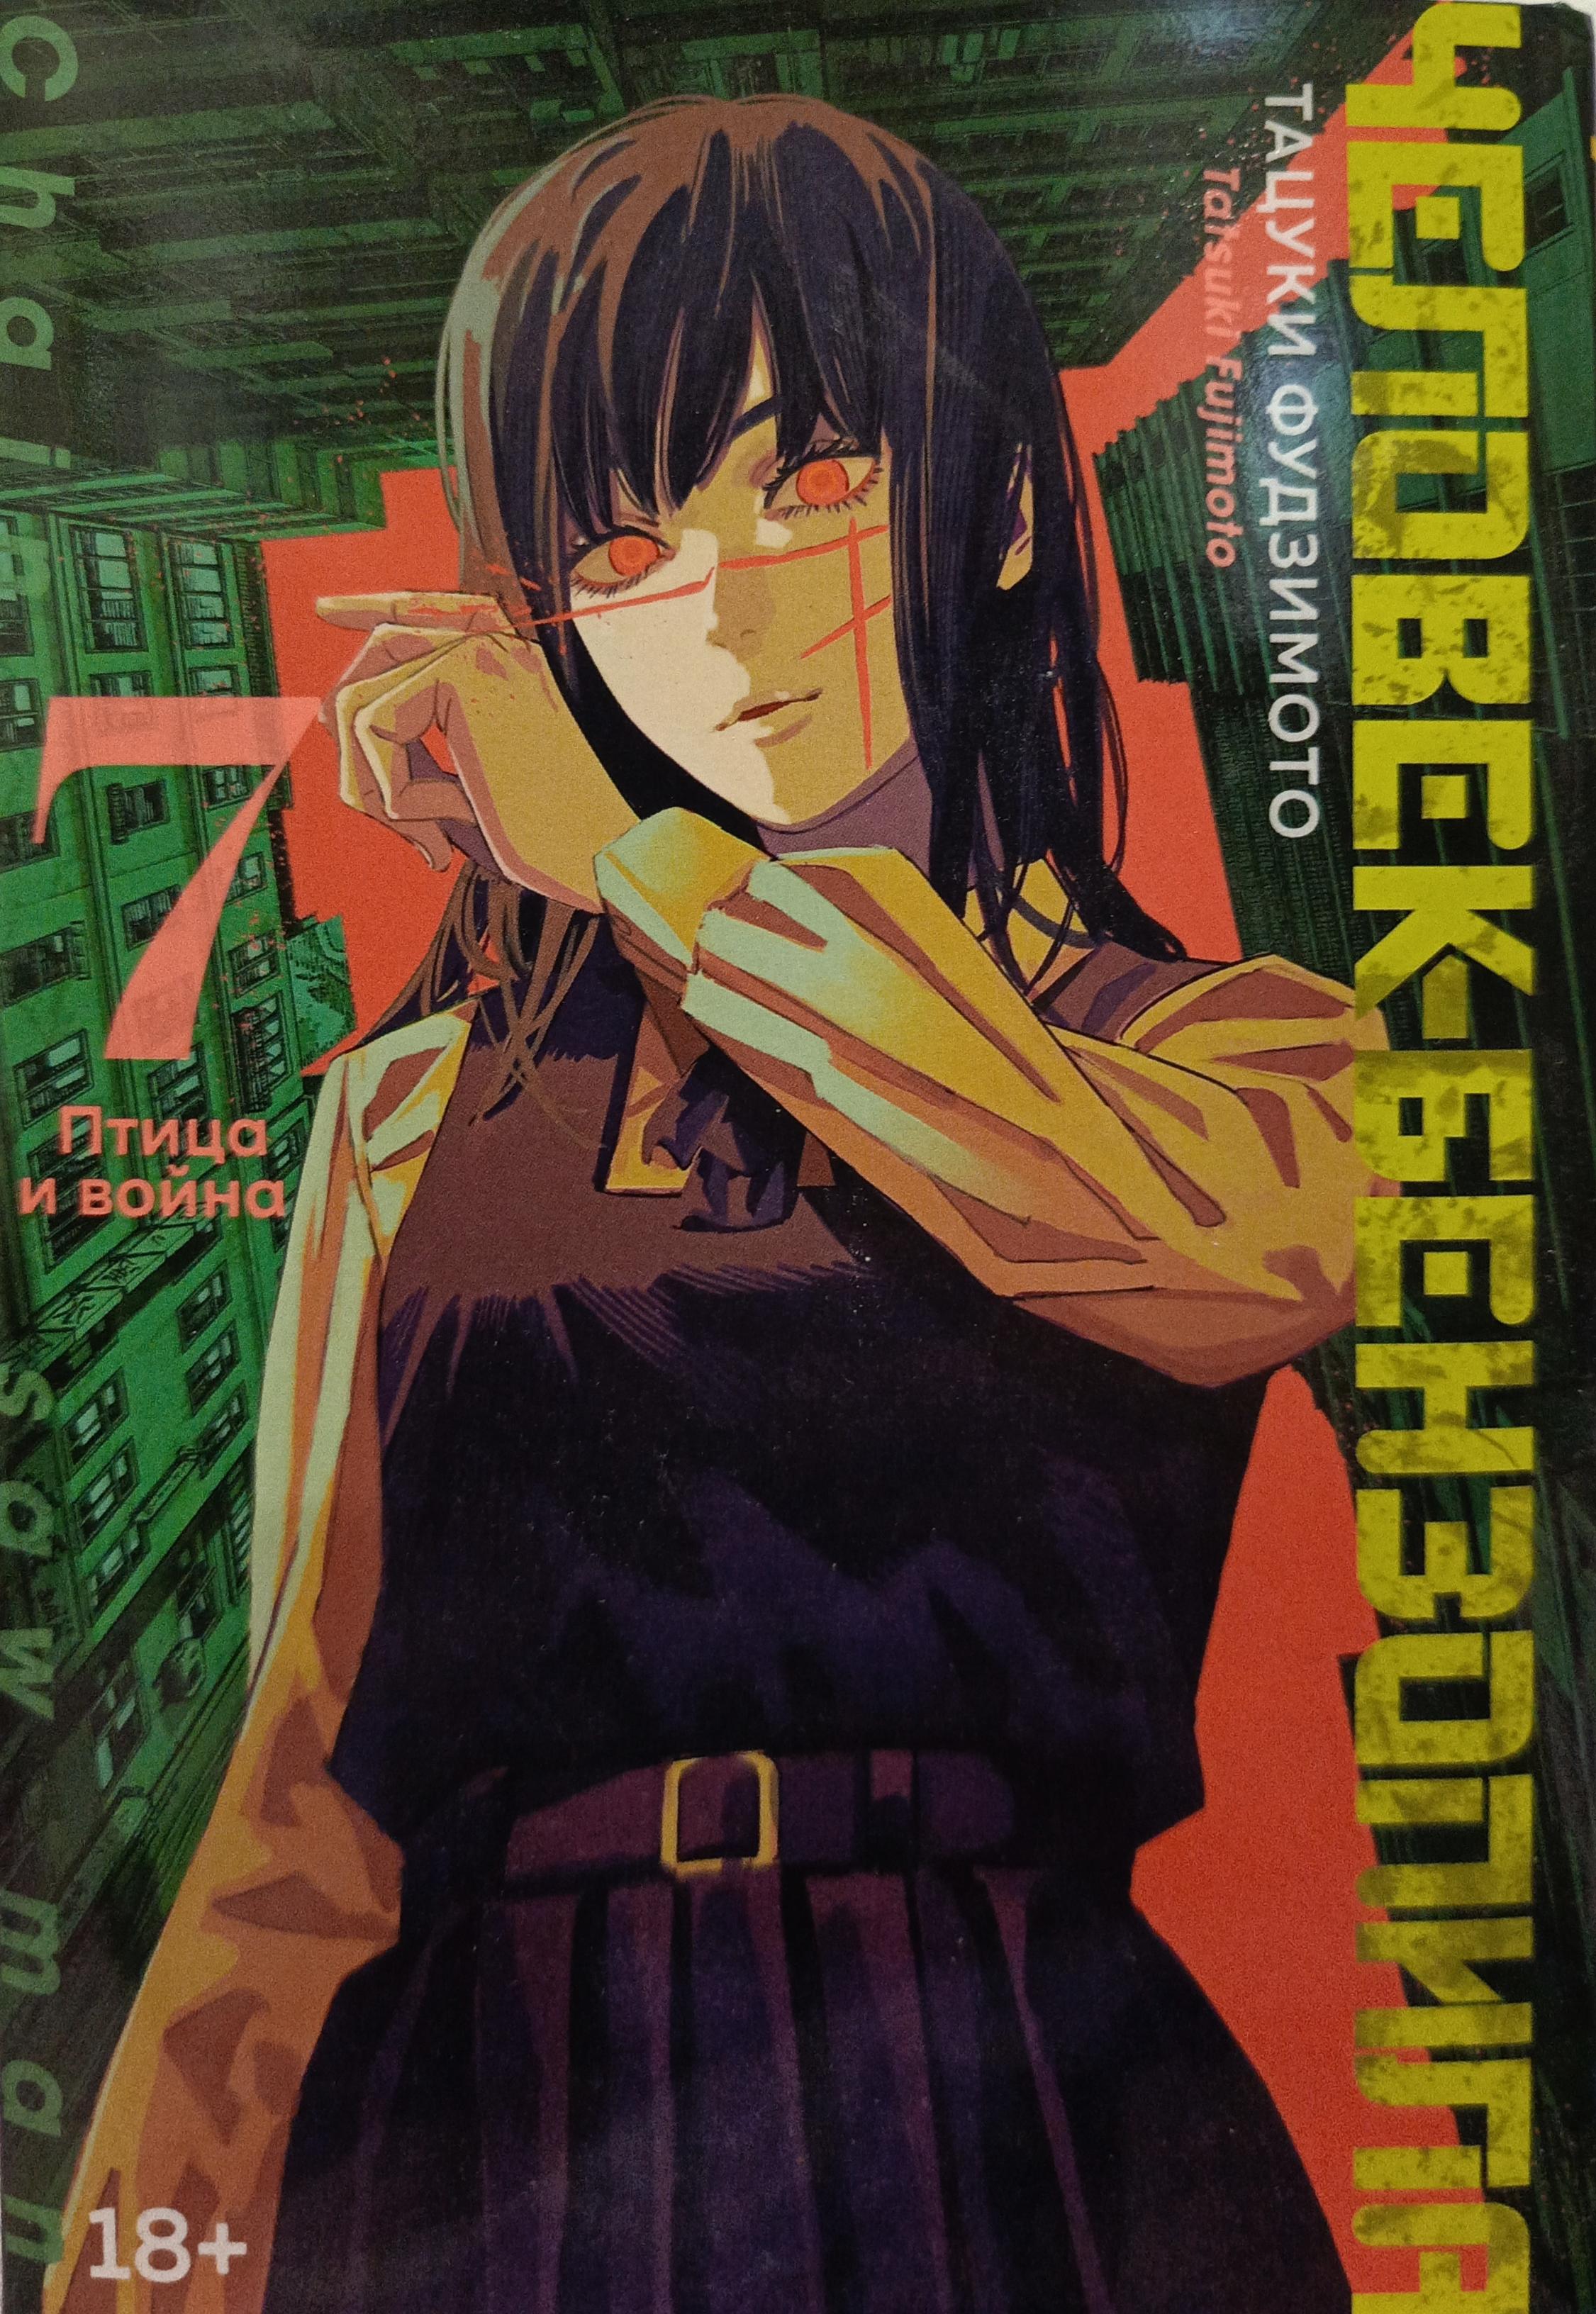 ЧЕЛОВЕК-БЕНЗОПИЛА
ТАЦУКИ ФУДЗИМОТО
Tatsuki Fujimoto
chainsaw man
7
Птица
и война
18+